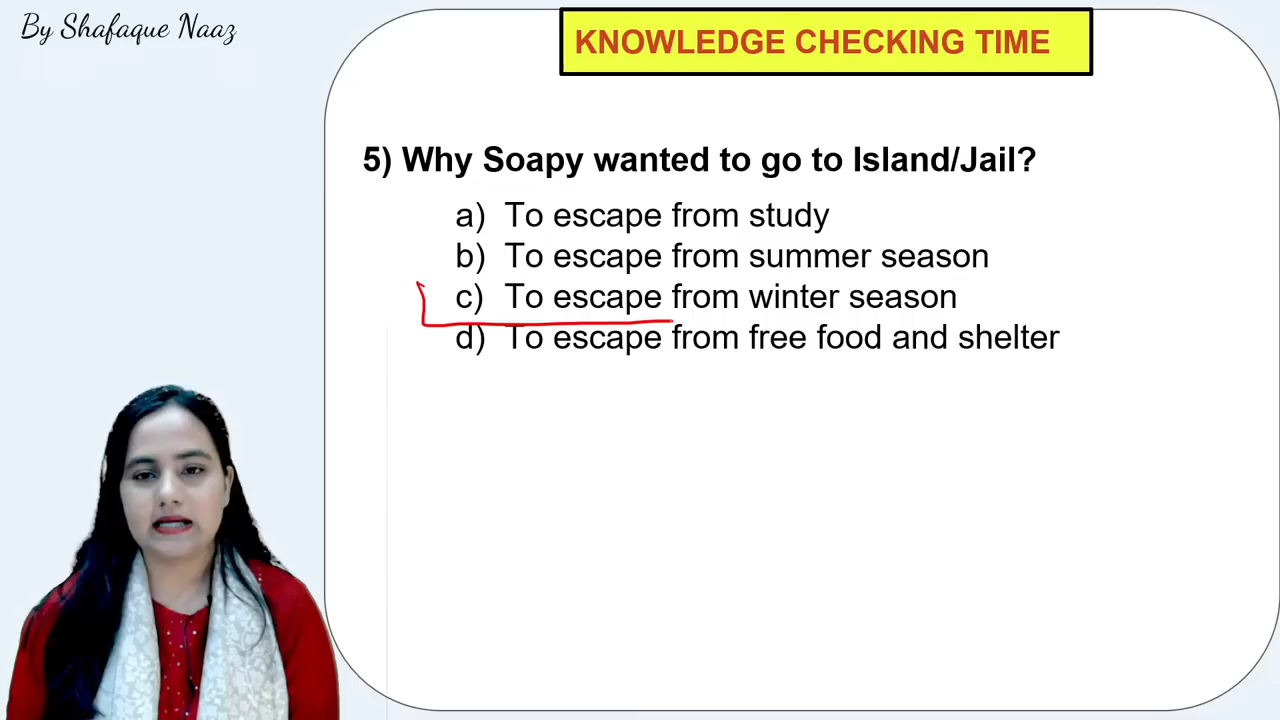 By Shafaque Naaz
KNOWLEDGE CHECKING TIME
5) Why Soapy wanted to go to Island/Jail?
a) To escape from study
b) To escape from summer season
c) To escape from winter season
d) To escape from free food and shelter